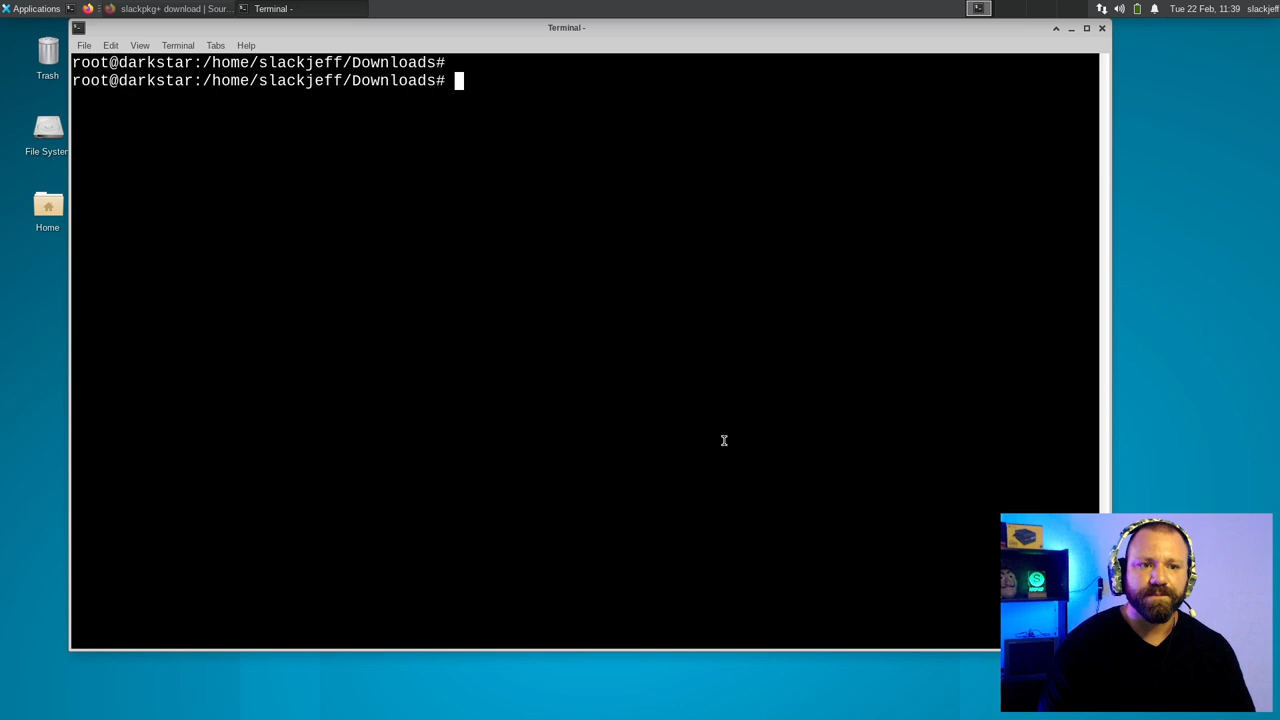 Applications
slackpkg+ download | Sour...
Terminal -
Tue 22 Feb, 11:39
slackjeff
Terminal -
File Edit View Terminal Tabs Help
root@darkstar:/home/slackjeff/Downloads#
root@darkstar:/home/slackjeff/Downloads#
Trash
File System
Home
S